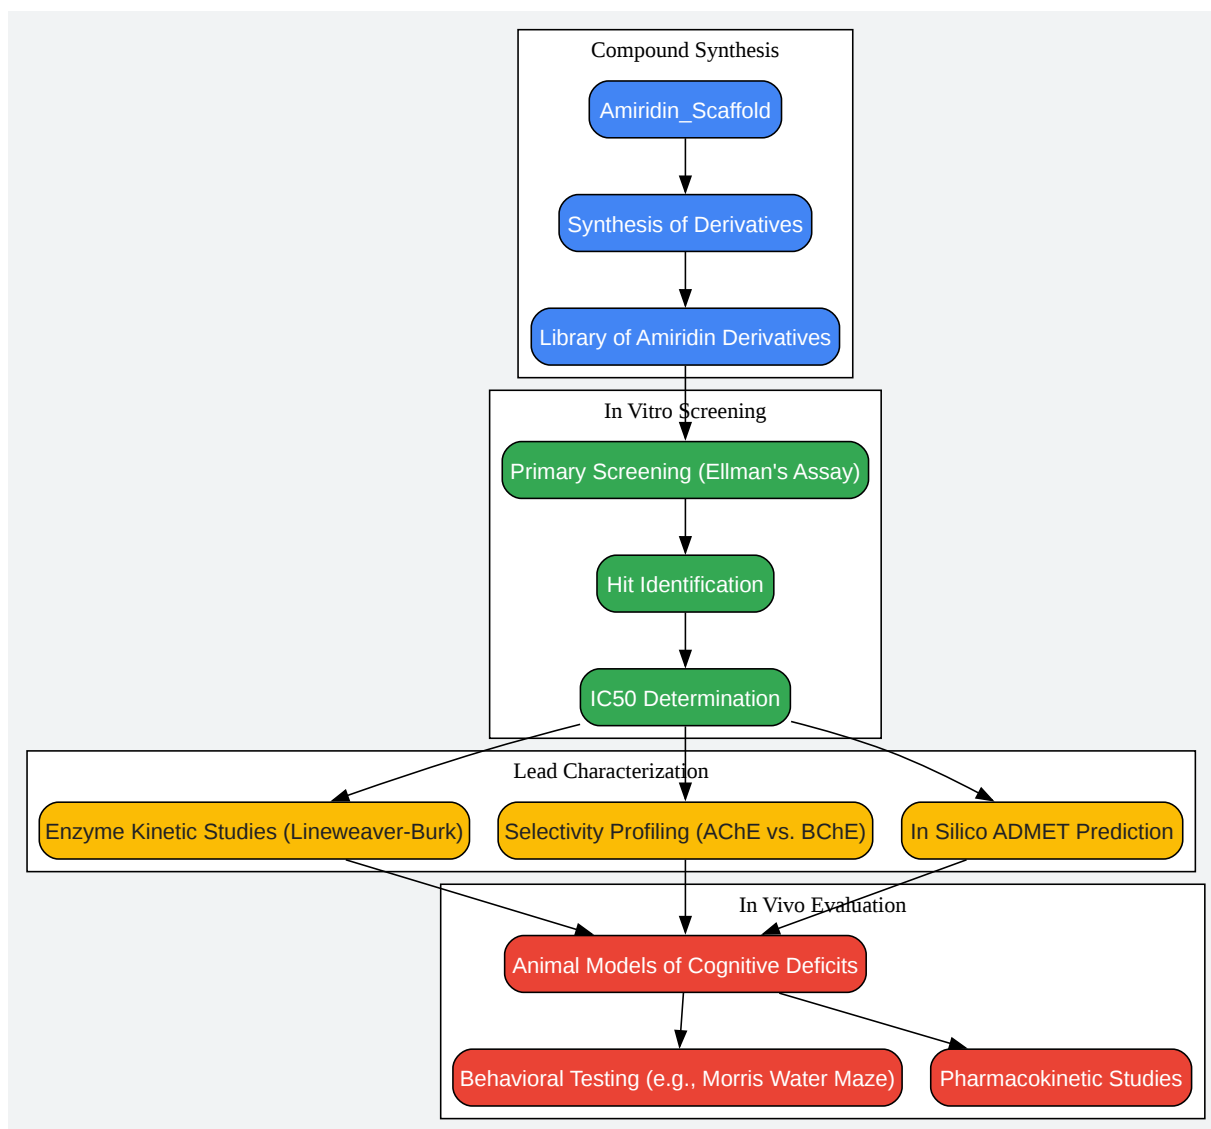 Compound Synthesis
Amiridin_Scaffold
Synthesis of Derivatives
Library of Amiridin Derivatives
In Vitro Screening
Primary Screening (Ellman's Assay)
Hit Identification
IC50 Determination
Lead Characterization
Enzyme Kinetic Studies (Lineweaver-Burk)
Selectivity Profiling (AChE vs. BChE)
In Silico ADMET Prediction
In Vivo Evaluation
Animal Models of Cognitive Deficits
Behavioral Testing (e.g., Morris Water Maze)
Pharmacokinetic Studies